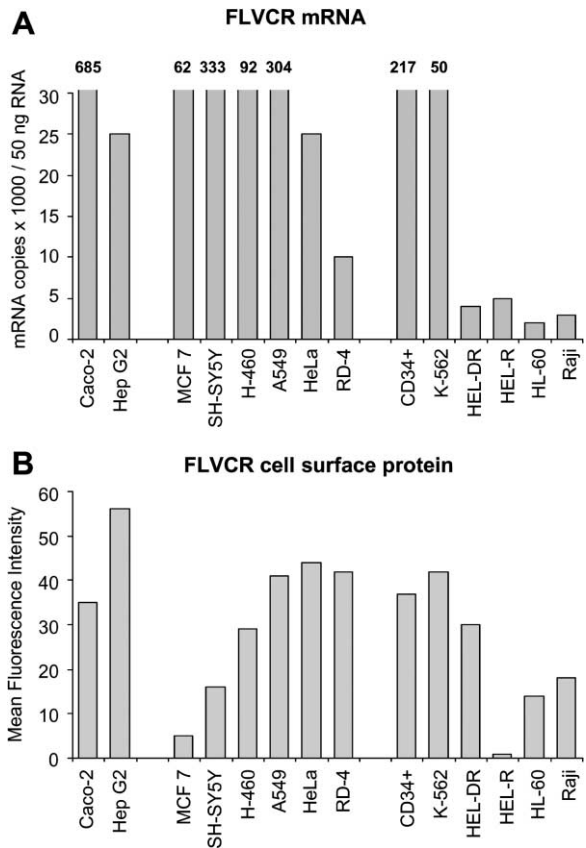 A
FLVCR mRNA
685 62 333 92 304 217 50
mRNA copies x 1000 / 50 ng RNA
30
25
20
15
10
5
0
Caco-2
Hep G2
MCF 7
SH-SY5Y
H-460
A549
HeLa
RD-4
CD34+
K-562
HEL-DR
HEL-R
HL-60
Raji
B
FLVCR cell surface protein
Mean Fluorescence Intensity
60
50
40
30
20
10
0
Caco-2
Hep G2
MCF 7
SH-SY5Y
H-460
A549
HeLa
RD-4
CD34+
K-562
HEL-DR
HEL-R
HL-60
Raji